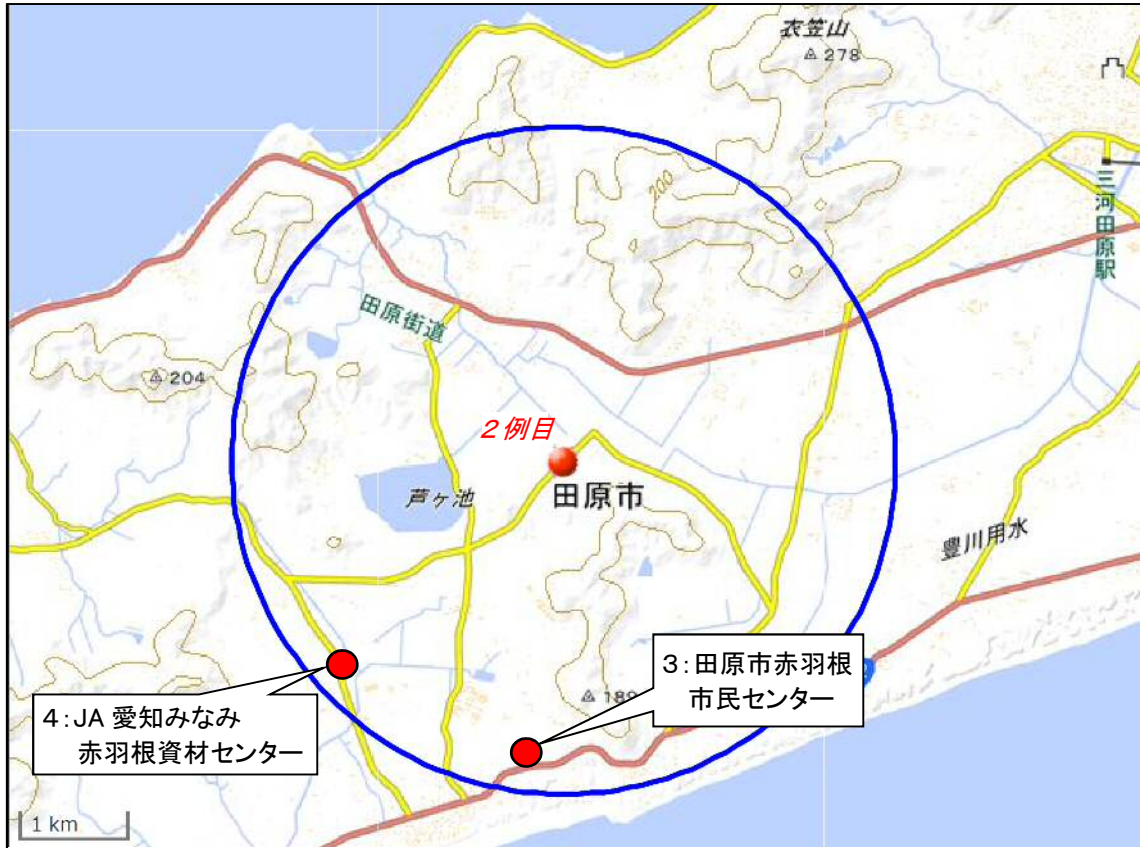 衣笠山
278
200
三河田原駅
田原街道
204
2例目
芦ヶ池
田原市
豊川用水
3:田原市赤羽根
市民センター
189
4:JA 愛知みなみ
赤羽根資材センター
1 km